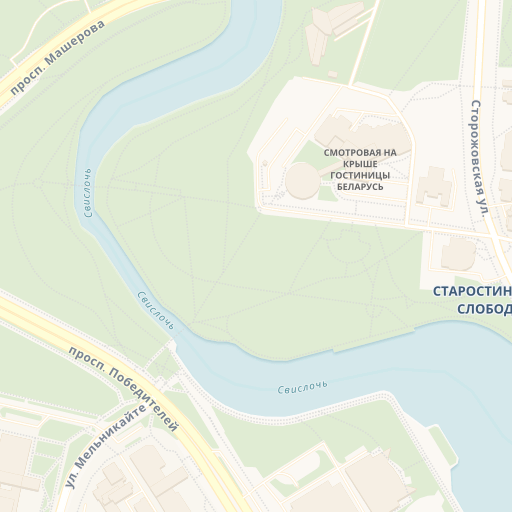 просп. Машерова
Сторожовская ул.
СМОТРОВАЯ НА
КРЫШЕ
ГОСТИНИЦЫ
БЕЛАРУСЬ
Свислочь
СТАРОСТИН
СЛОБОД
Свислочь
просп. Победителей
Свислочь
ул. Мельникайте